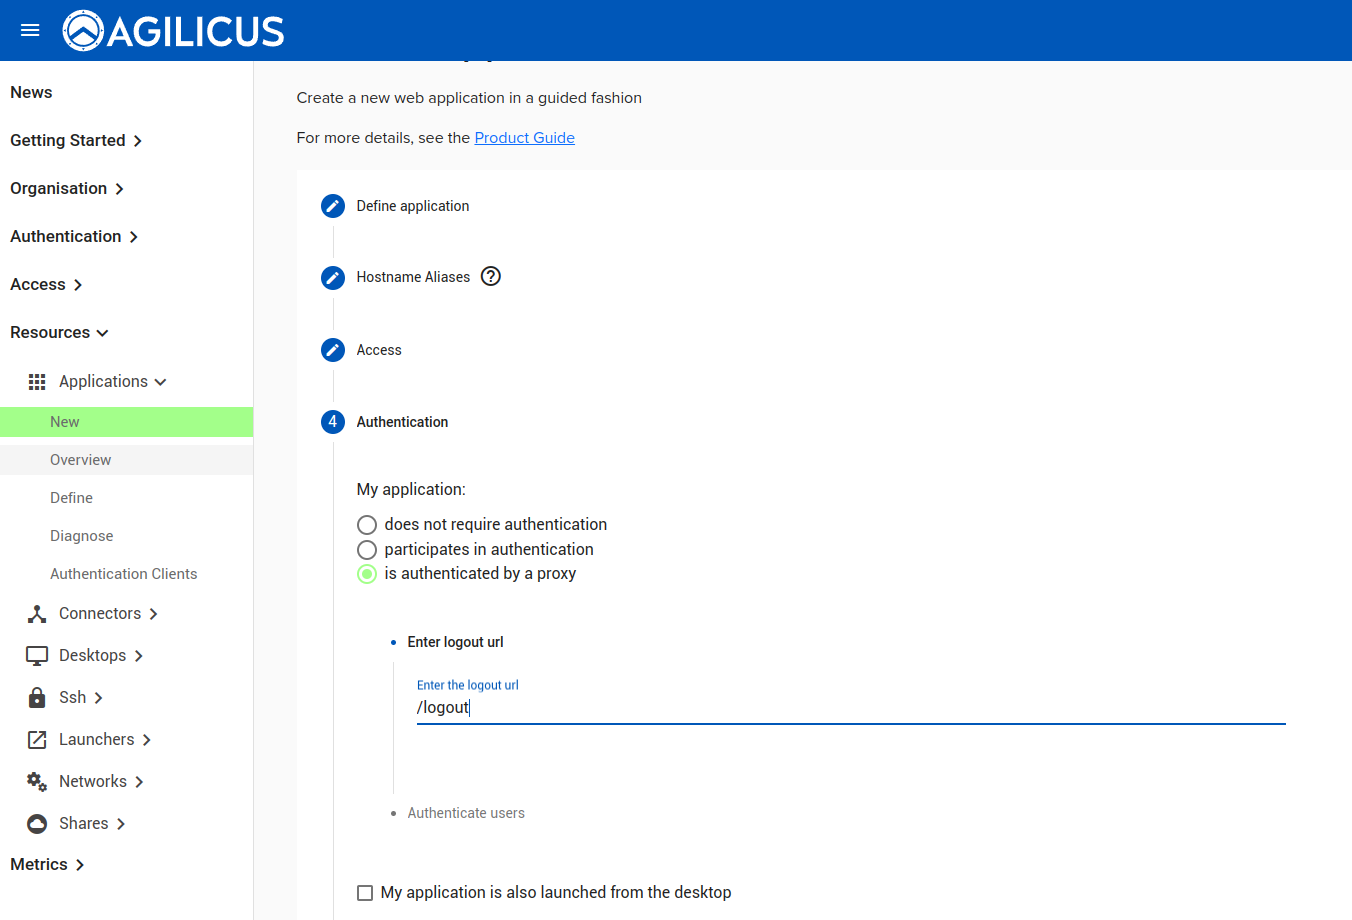 AGILICUS
News
Getting Started
Organisation
Authentication
Access
Resources
Applications
New
Overview
Define
Diagnose
Authentication Clients
Connectors
Desktops
Ssh
Launchers
Networks
Shares
Metrics
Create a new web application in a guided fashion
For more details, see the Product Guide
Define application
Hostname Aliases ?
Access
4 Authentication
My application:
does not require authentication
participates in authentication
is authenticated by a proxy
Enter logout url
Enter the logout url
/logout
Authenticate users
My application is also launched from the desktop